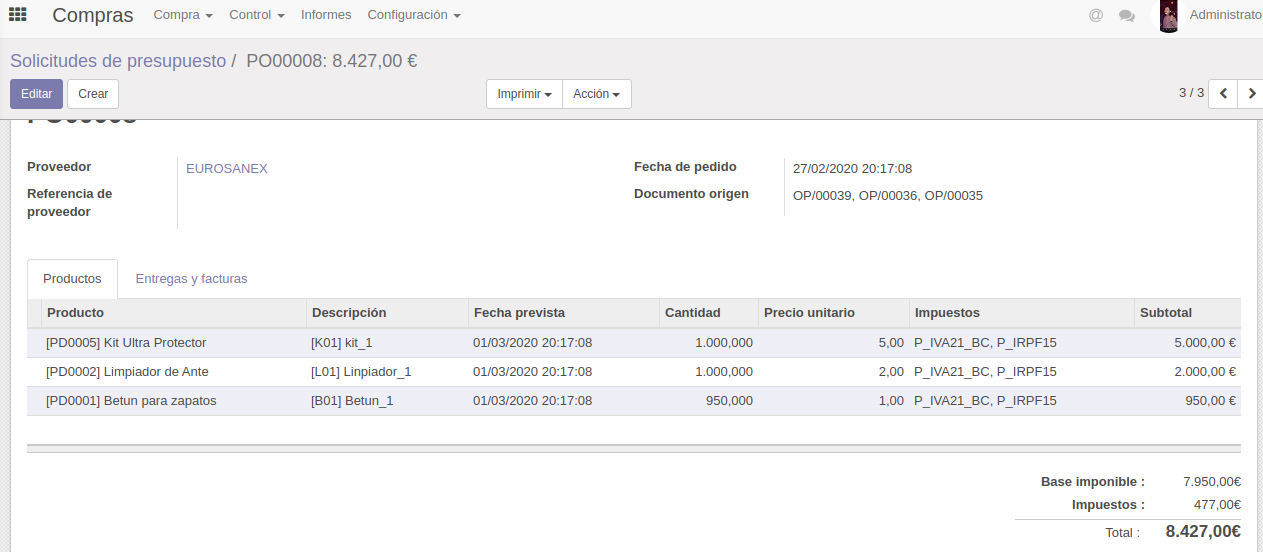 Compras Compra Control Informes Configuración @ Administrato
Solicitudes de presupuesto / PO00008: 8.427,00 €
Editar Crear Imprimir Acción 3 / 3
PO00008
Proveedor EUROSANEX Fecha de pedido 27/02/2020 20:17:08
Referencia de Documento origen OP/00039, OP/00036, OP/00035
proveedor
Productos Entregas y facturas
Producto Descripción Fecha prevista Cantidad Precio unitario Impuestos Subtotal
[PD0005] Kit Ultra Protector [K01] kit_1 01/03/2020 20:17:08 1.000,000 5,00 P_IVA21_BC, P_IRPF15 5.000,00 €
[PD0002] Limpiador de Ante [L01] Linpiador_1 01/03/2020 20:17:08 1.000,000 2,00 P_IVA21_BC, P_IRPF15 2.000,00 €
[PD0001] Betun para zapatos [B01] Betun_1 01/03/2020 20:17:08 950,000 1,00 P_IVA21_BC, P_IRPF15 950,00 €
Base imponible : 7.950,00€
Impuestos : 477,00€
Total : 8.427,00€